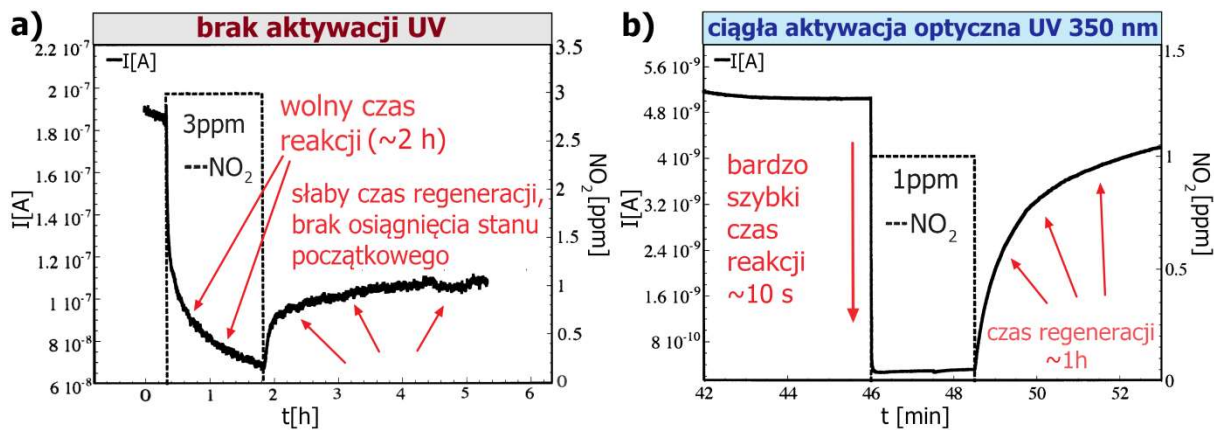 a)
brak aktywacji UV
I[A]
2.2 10⁻⁷
2 10⁻⁷
1.8 10⁻⁷
1.6 10⁻⁷
1.4 10⁻⁷
1.2 10⁻⁷
1 10⁻⁷
8 10⁻⁸
6 10⁻⁸
I[A]
3ppm
NO₂
wolny czas
reakcji (~2 h)
słaby czas regeneracji,
brak osiągnięcia stanu
początkowego
3.5
3
2.5
2
1.5
1
0.5
0
NO₂ [ppm]
0 1 2 3 4 5 6
t[h]
b)
ciągła aktywacja optyczna UV 350 nm
I[A]
5.6 10⁻⁹
4.8 10⁻⁹
4 10⁻⁹
3.2 10⁻⁹
2.4 10⁻⁹
1.6 10⁻⁹
8 10⁻¹⁰
I[A]
bardzo
szybki
czas
reakcji
~10 s
1ppm
NO₂
czas regeneracji
~1h
1.5
1
0.5
0
NO₂ [ppm]
42 44 46 48 50 52
t [min]